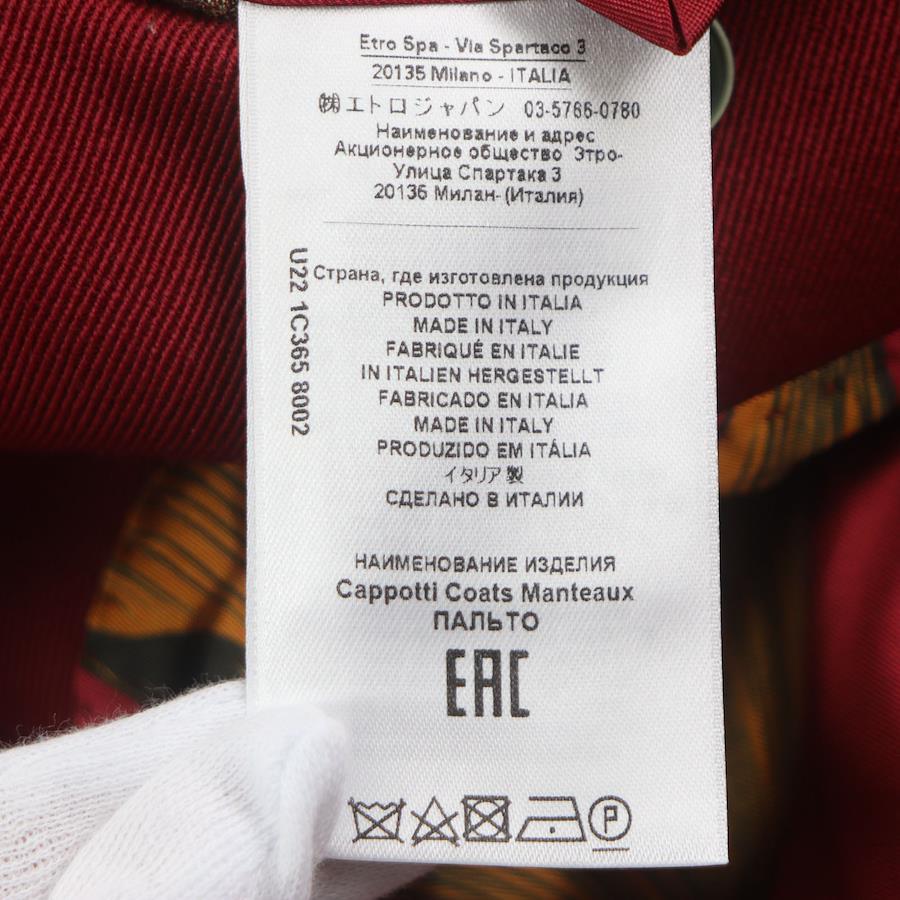 Etro Spa - Via Spartaco 3
20135 Milano - ITALIA
㈱エトロジャパン 03-5766-0780
Наименование и адрес
Акционерное общество Этро-
Улица Спартака 3
20136 Милан- (Италия)
U22 1C365 8002
Страна, где изготовлена продукция
PRODOTTO IN ITALIA
MADE IN ITALY
FABRIQUÉ EN ITALIE
IN ITALIEN HERGESTELLT
FABRICADO EN ITALIA
MADE IN ITALY
PRODUZIDO EM ITÁLIA
イタリア製
СДЕЛАНО В ИТАЛИИ
НАИМЕНОВАНИЕ ИЗДЕЛИЯ
Cappotti Coats Manteaux
ПАЛЬТО
EAC
P